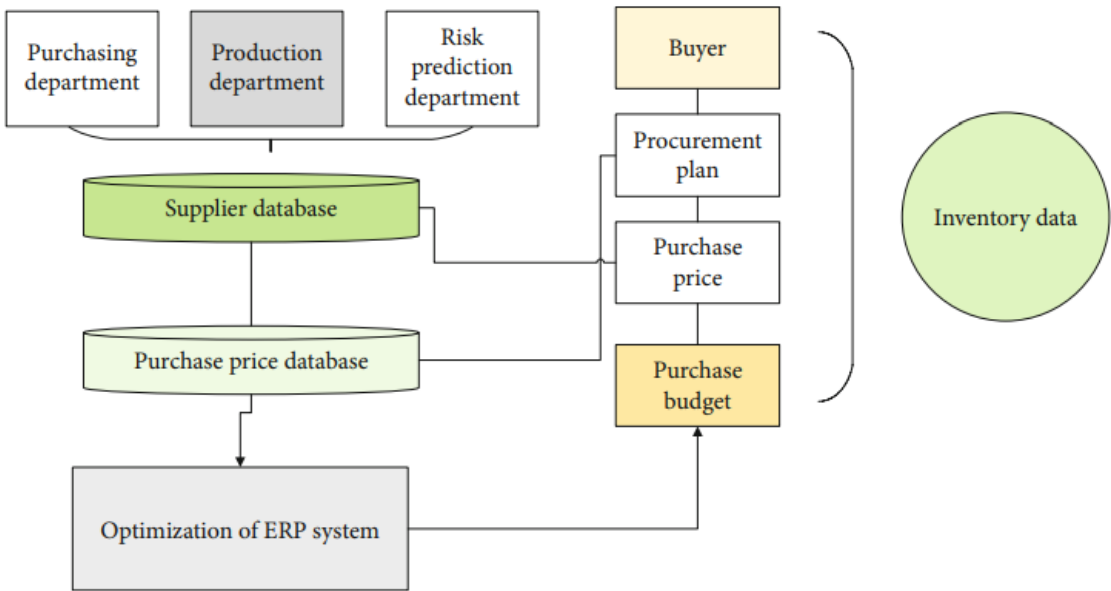 Purchasing
department
Production
department
Risk
prediction
department
Supplier database
Purchase price database
Optimization of ERP system
Buyer
Procurement
plan
Purchase
price
Purchase
budget
Inventory data